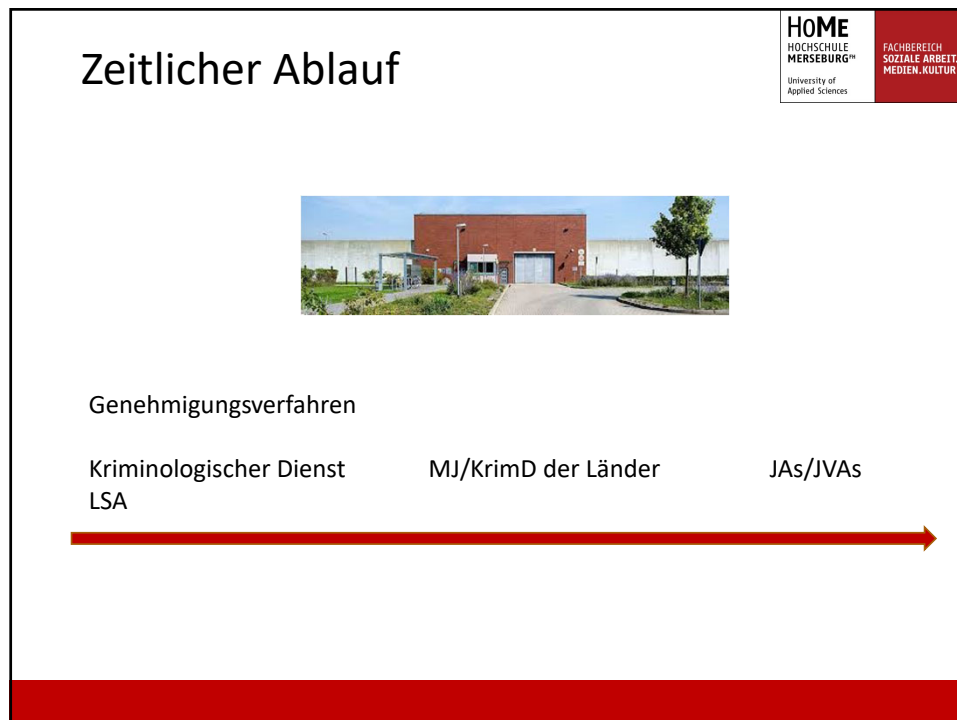 Zeitlicher Ablauf
HOME
HOCHSCHULE
MERSEBURG
University of
Applied Sciences
FACHBEREICH
SOZIALE ARBEIT.
MEDIEN.KULTUR
Genehmigungsverfahren
Kriminologischer Dienst MJ/KrimD der Länder JAs/JVAs
LSA